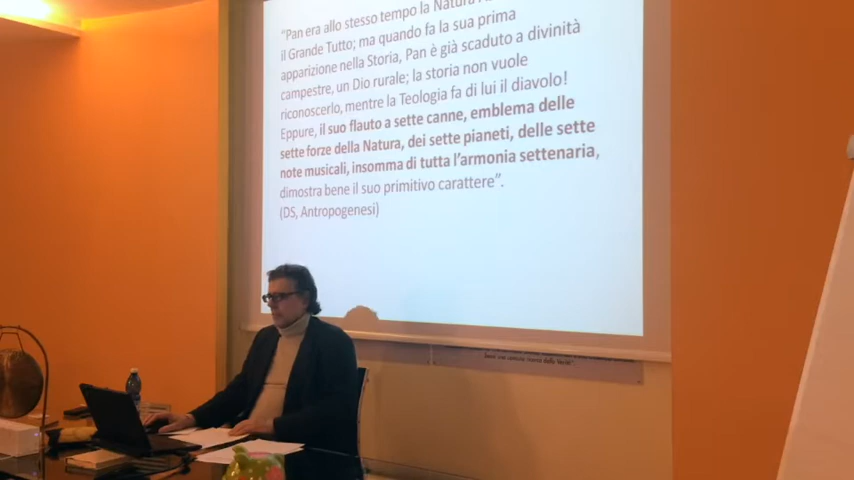 "Pan era allo stesso tempo la Natura
il Grande Tutto; ma quando fa la sua prima
apparizione nella Storia, Pan è già scaduto a divinità
campestre, un Dio rurale; la storia non vuole
riconoscerlo, mentre la Teologia fa di lui il diavolo!
Eppure, il suo flauto a sette canne, emblema delle
sette forze della Natura, dei sette pianeti, delle sette
note musicali, insomma di tutta l'armonia settenaria,
dimostra bene il suo primitivo carattere".
(DS, Antropogenesi)